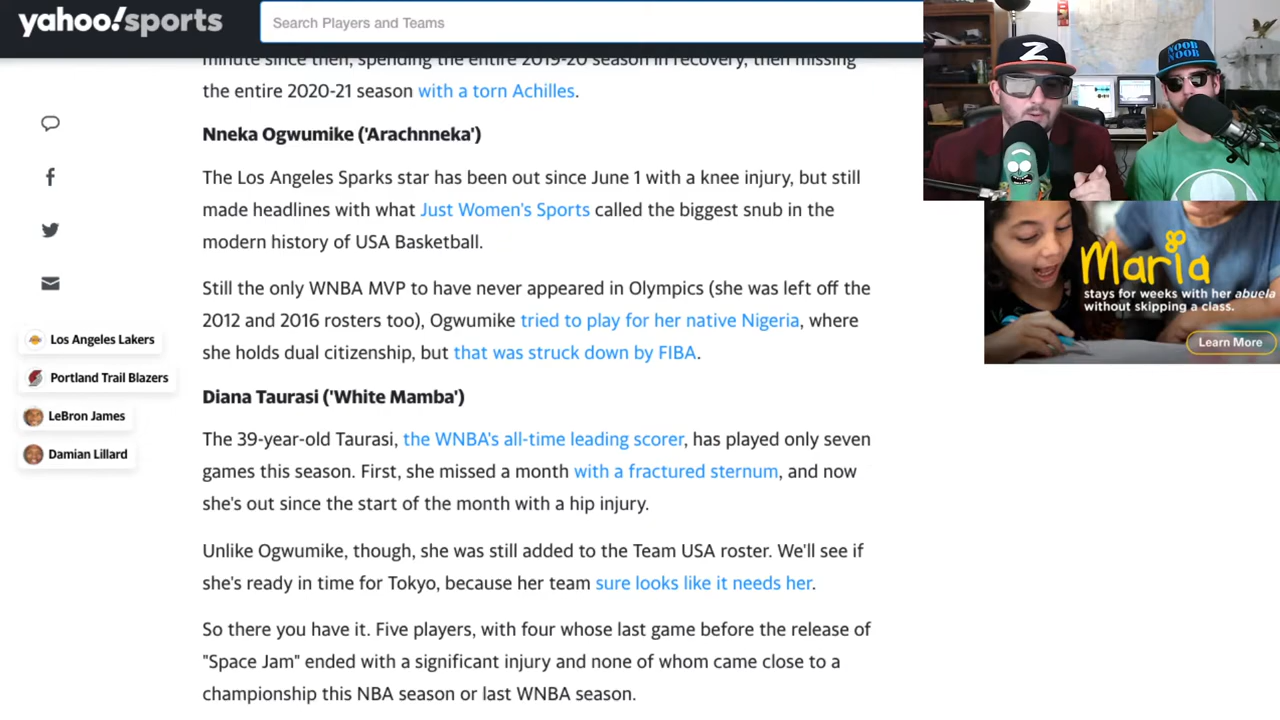 yahoo!sports
Search Players and Teams
minute since then, spending the entire 2019-20 season in recovery, then missing
the entire 2020-21 season with a torn Achilles.
Nneka Ogwumike ('Arachnneka')
The Los Angeles Sparks star has been out since June 1 with a knee injury, but still
made headlines with what Just Women's Sports called the biggest snub in the
modern history of USA Basketball.
Still the only WNBA MVP to have never appeared in Olympics (she was left off the
2012 and 2016 rosters too), Ogwumike tried to play for her native Nigeria, where
she holds dual citizenship, but that was struck down by FIBA.
Diana Taurasi ('White Mamba')
The 39-year-old Taurasi, the WNBA's all-time leading scorer, has played only seven
games this season. First, she missed a month with a fractured sternum, and now
she's out since the start of the month with a hip injury.
Unlike Ogwumike, though, she was still added to the Team USA roster. We'll see if
she's ready in time for Tokyo, because her team sure looks like it needs her.
So there you have it. Five players, with four whose last game before the release of
"Space Jam" ended with a significant injury and none of whom came close to a
championship this NBA season or last WNBA season.
Los Angeles Lakers
Portland Trail Blazers
LeBron James
Damian Lillard
Z
NOOB
NOOB
Maria
stays for weeks with her abuela
without skipping a class.
Learn More